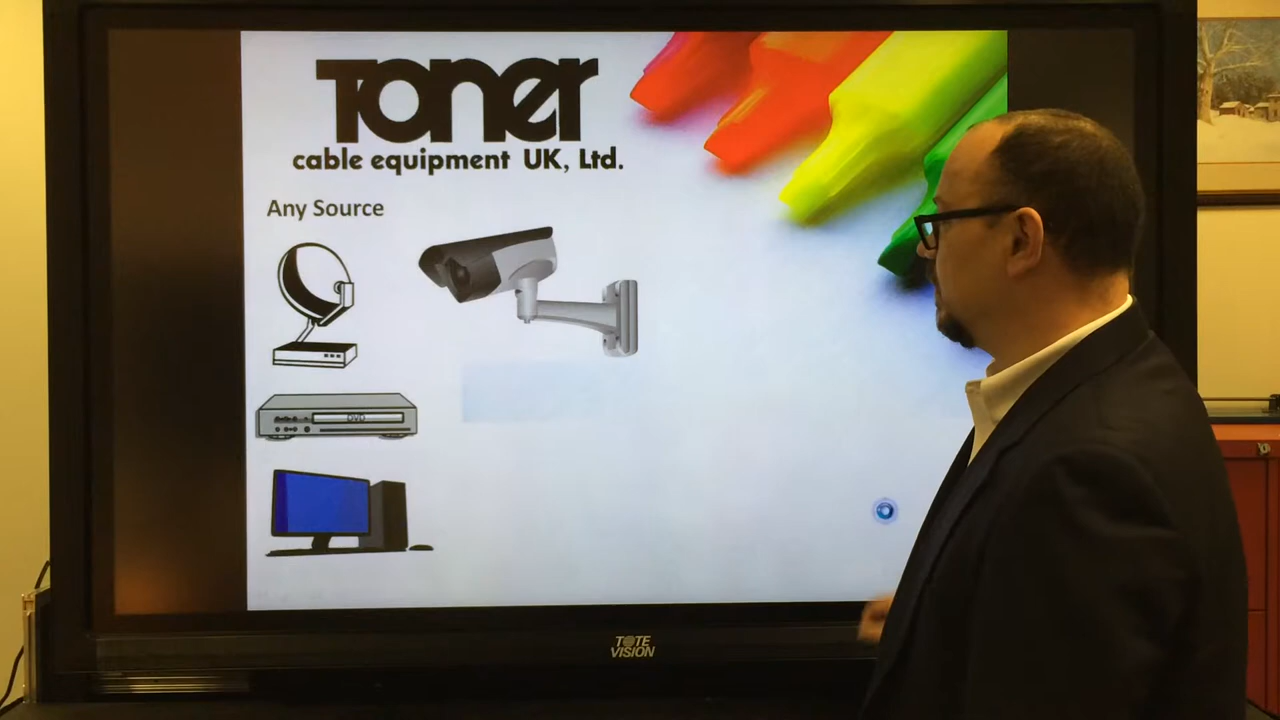 Toner
cable equipment UK, Ltd.
Any Source
DVD
TOTE
VISION